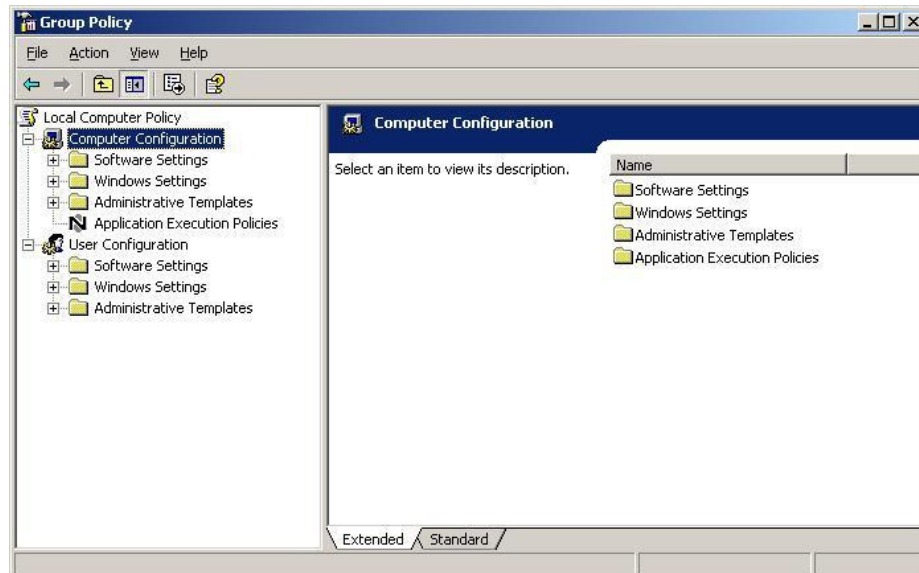 Group Policy
File Action View Help
Local Computer Policy
Computer Configuration
Software Settings
Windows Settings
Administrative Templates
Application Execution Policies
User Configuration
Software Settings
Windows Settings
Administrative Templates
Computer Configuration
Select an item to view its description.
Name
Software Settings
Windows Settings
Administrative Templates
Application Execution Policies
Extended Standard